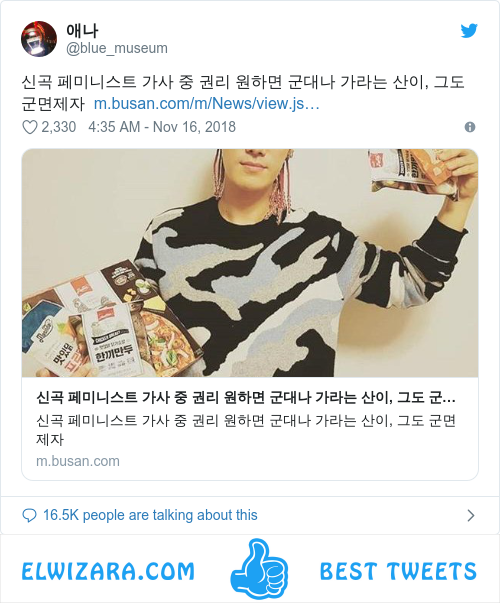 애나
@blue_museum
신곡 페미니스트 가사 중 권리 원하면 군대나 가라는 산이, 그도
군면제자 m.busan.com/m/News/view.js…
2,330 4:35 AM - Nov 16, 2018
맛있닭
한끼만두
신곡 페미니스트 가사 중 권리 원하면 군대나 가라는 산이, 그도 군…
신곡 페미니스트 가사 중 권리 원하면 군대나 가라는 산이, 그도 군면
제자
m.busan.com
16.5K people are talking about this
ELWIZARA.COM
BEST TWEETS